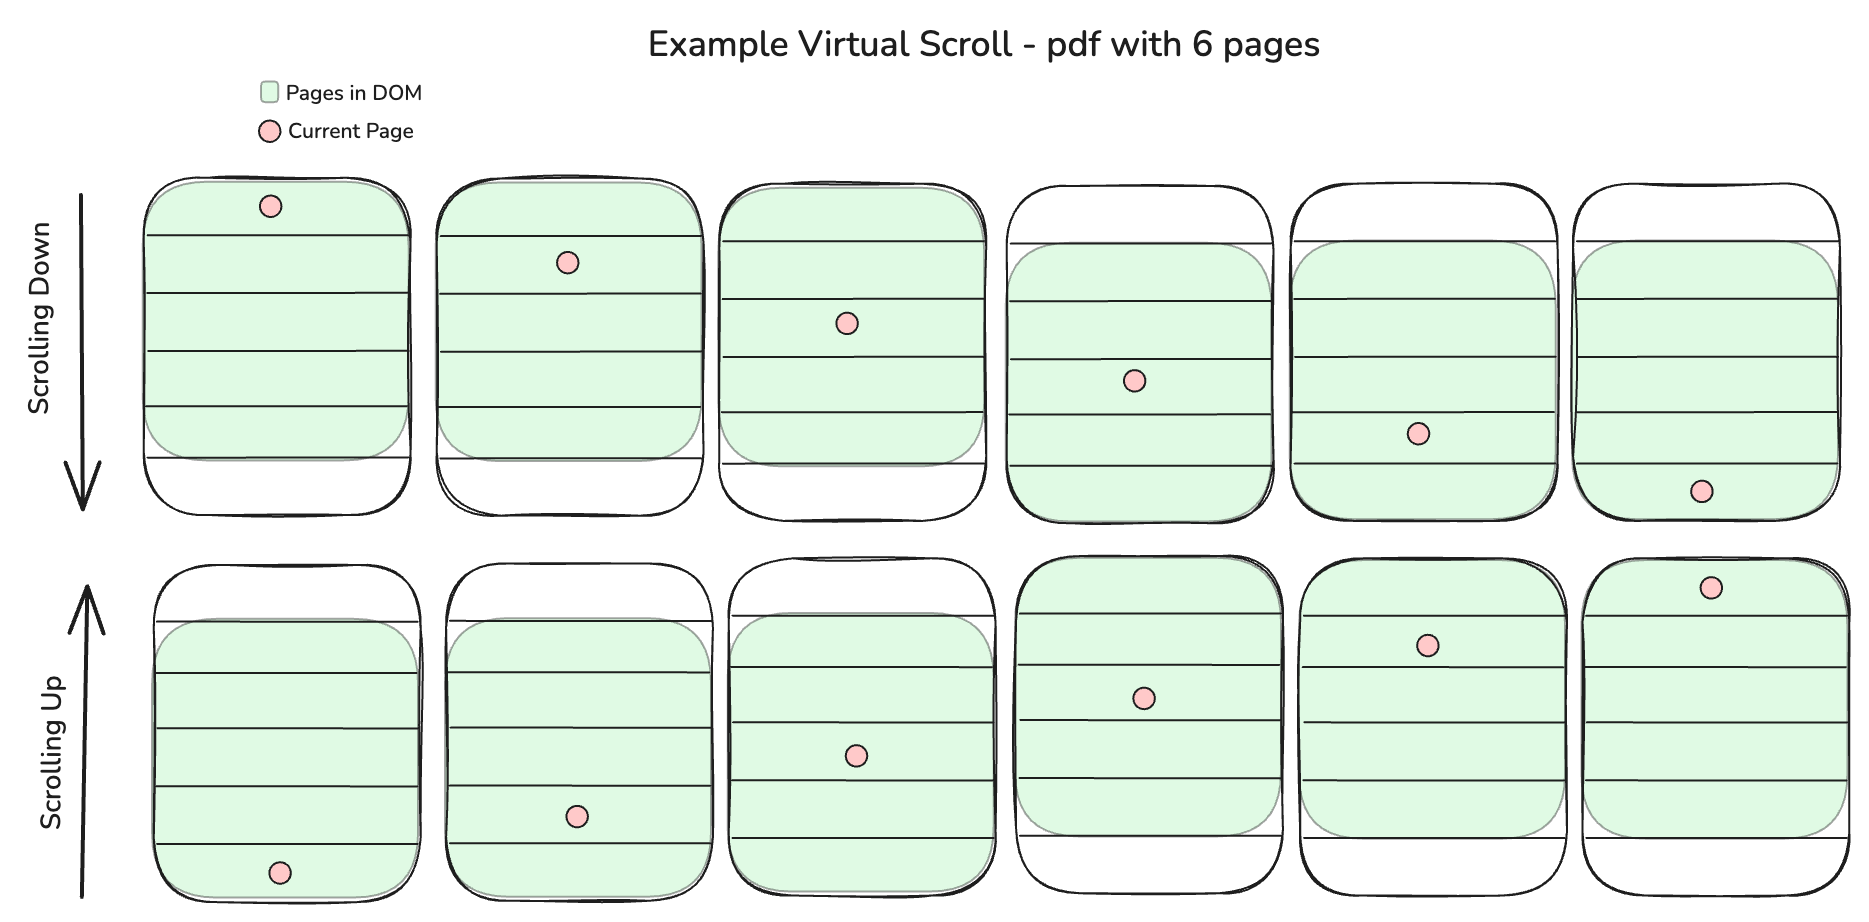 Example Virtual Scroll - pdf with 6 pages
Pages in DOM
Current Page
Scrolling Down
Scrolling Up